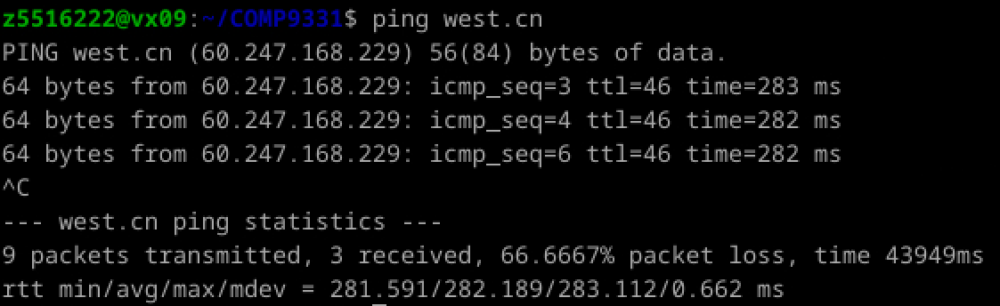 z5516222@vx09:~/COMP9331$ ping west.cn
PING west.cn (60.247.168.229) 56(84) bytes of data.
64 bytes from 60.247.168.229: icmp_seq=3 ttl=46 time=283 ms
64 bytes from 60.247.168.229: icmp_seq=4 ttl=46 time=282 ms
64 bytes from 60.247.168.229: icmp_seq=6 ttl=46 time=282 ms
^C
--- west.cn ping statistics ---
9 packets transmitted, 3 received, 66.6667% packet loss, time 43949ms
rtt min/avg/max/mdev = 281.591/282.189/283.112/0.662 ms